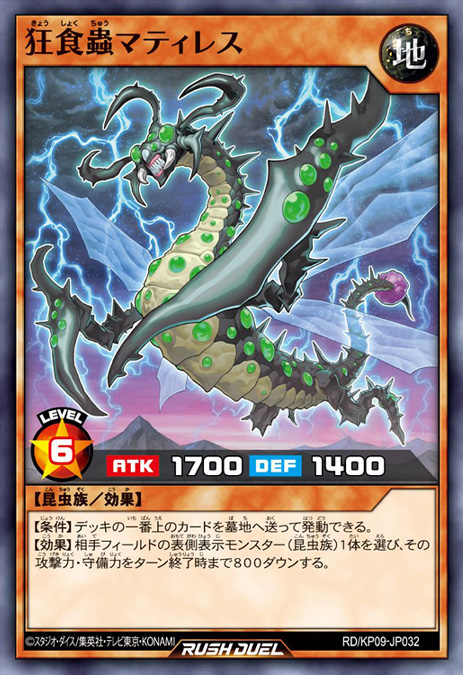 狂食蟲マティレス
地
LEVEL
6
ATK 1700 DEF 1400
【昆虫族/効果】
【条件】デッキの一番上のカードを墓地へ送って発動できる。
【効果】相手フィールドの表側表示モンスター(昆虫族)1体を選び、その
攻撃力・守備力をターン終了時まで800ダウンする。
©スタジオ・ダイス/集英社・テレビ東京・KONAMI
RUSH DUEL
RD/KP09-JP032